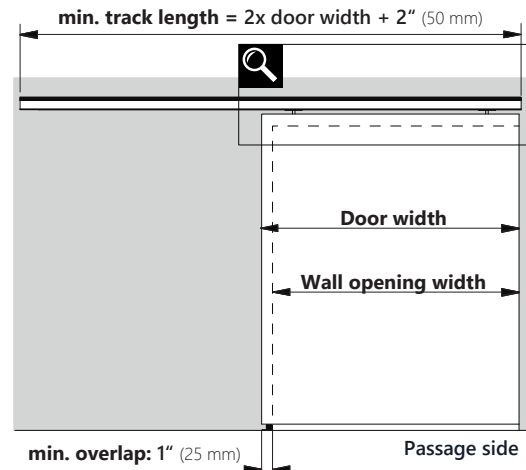 min. track length = 2x door width + 2“ (50 mm)
Door width
Wall opening width
min. overlap: 1“ (25 mm)
Passage side